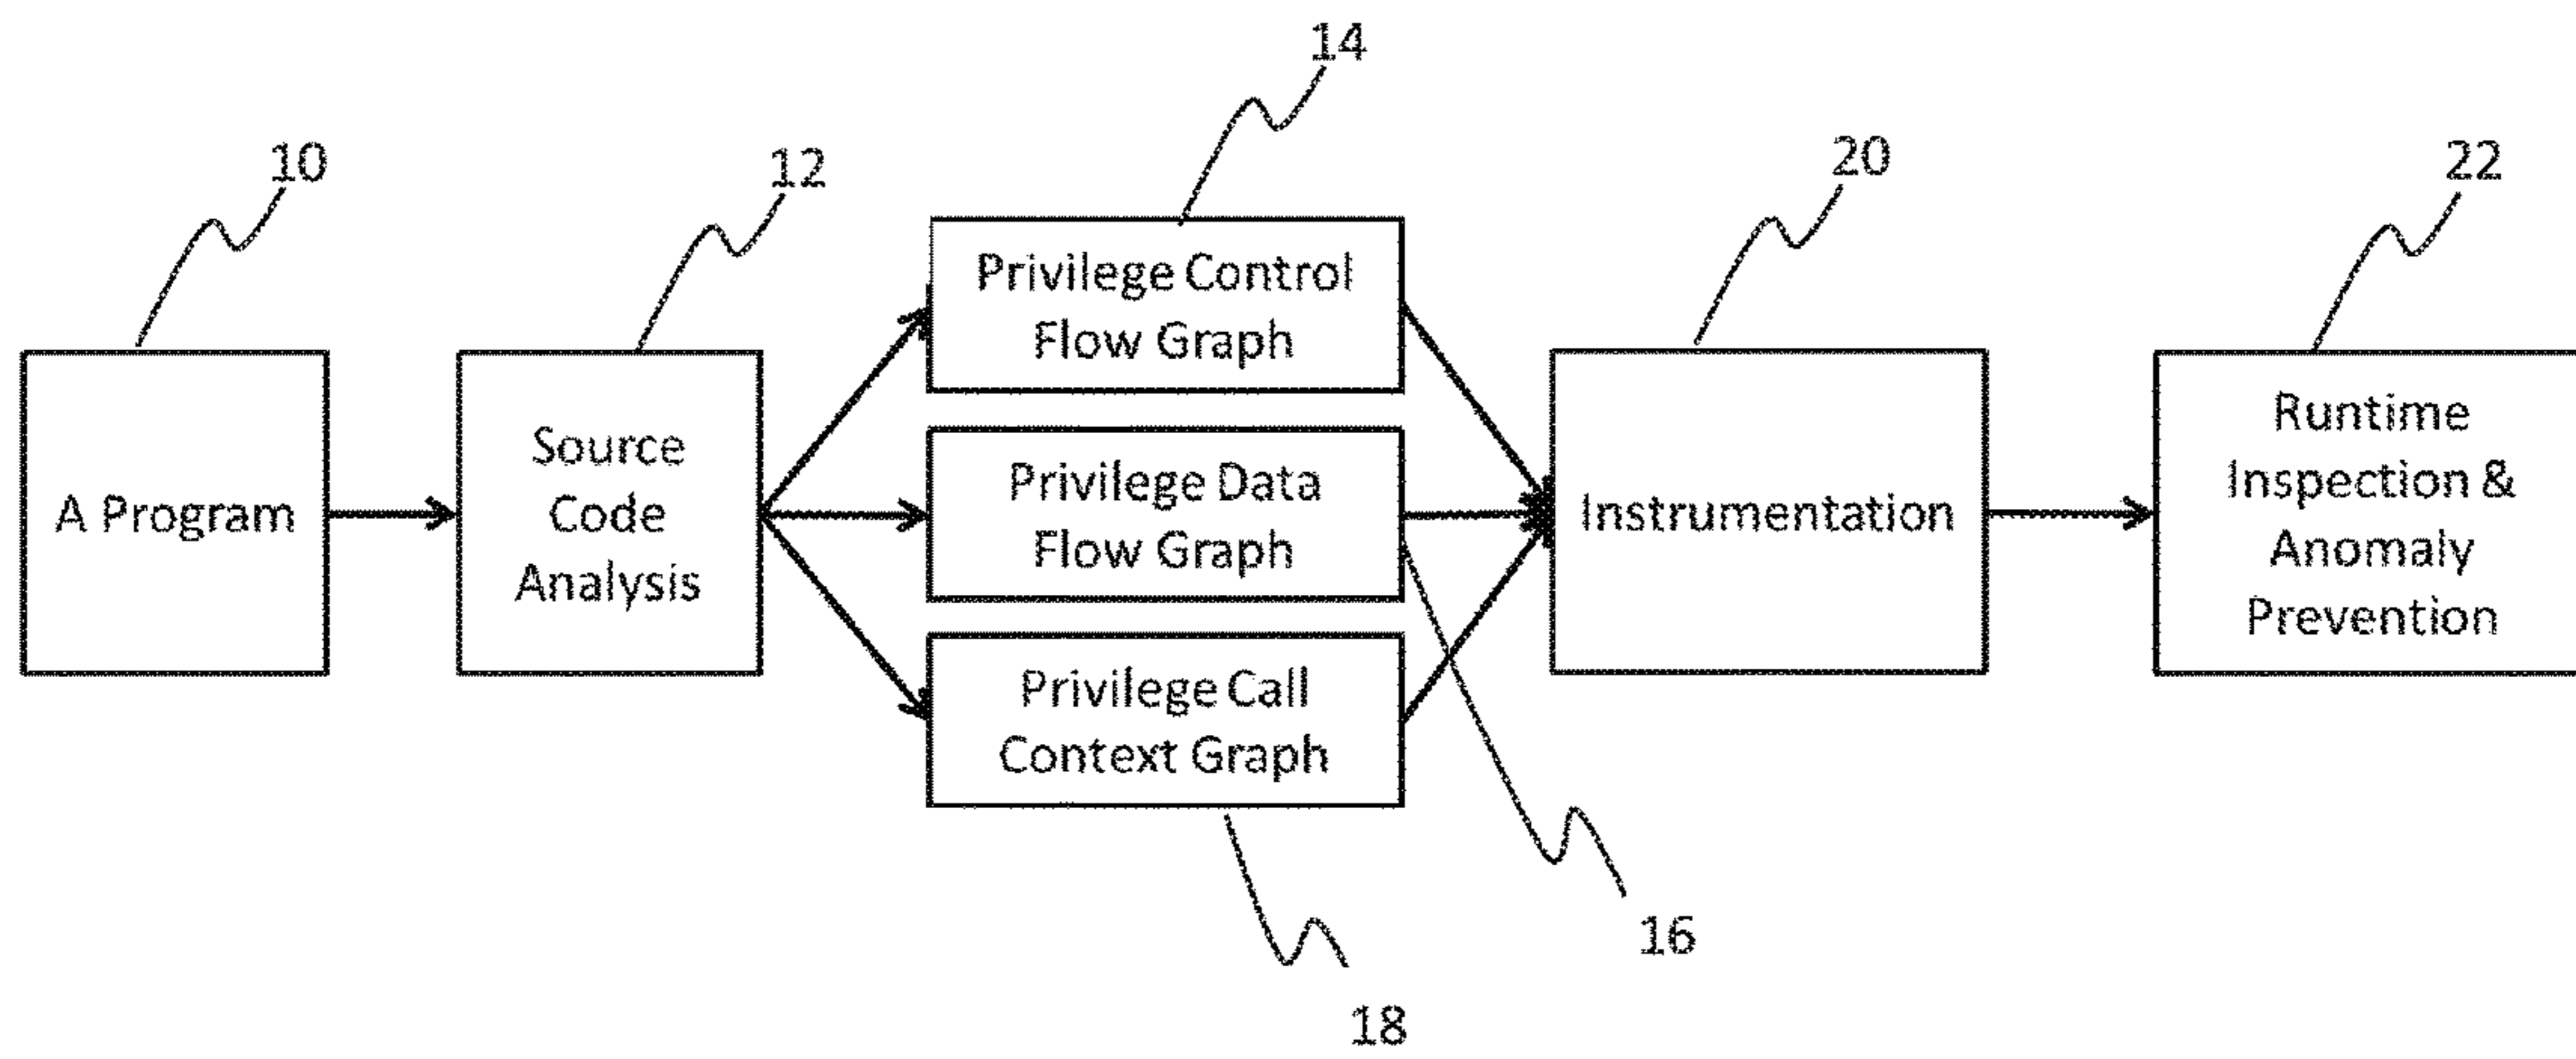 14
10
12
20
22
Privilege Control
Flow Graph
A Program
Source
Code
Analysis
Privilege Data
Flow Graph
Privilege Call
Context Graph
Instrumentation
Runtime
Inspection &
Anomaly
Prevention
16
18